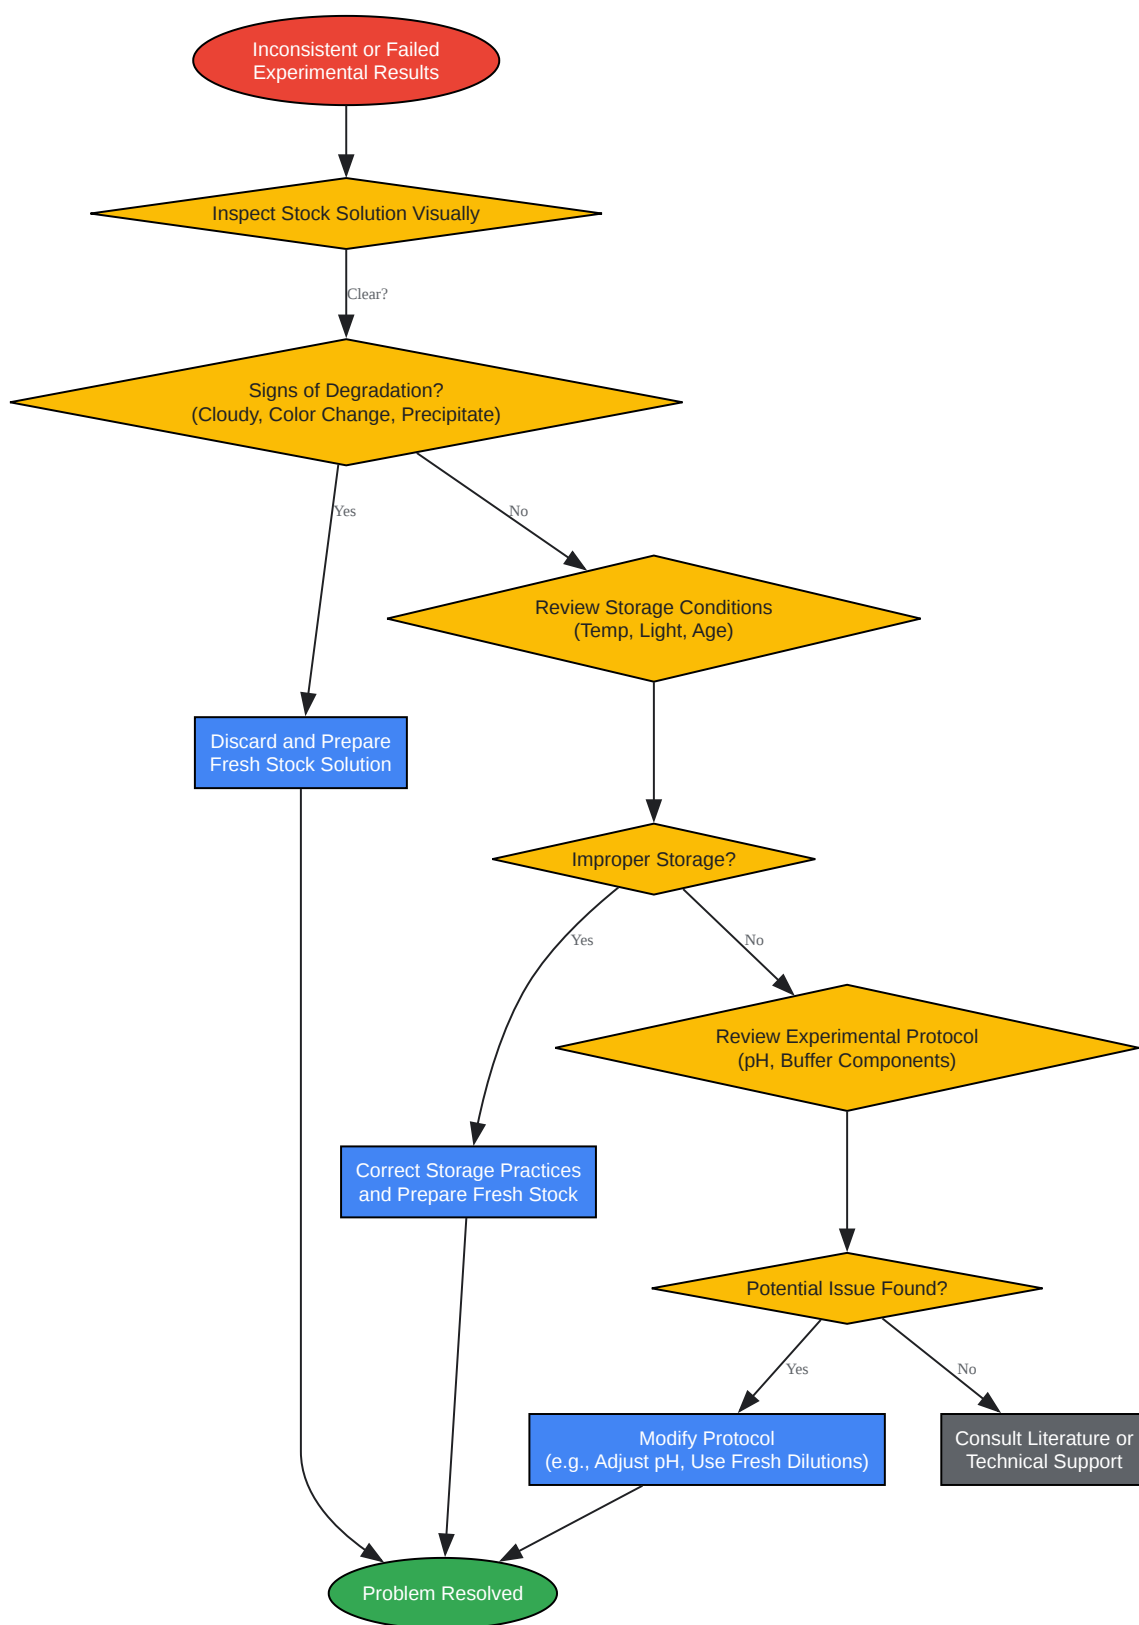 Inconsistent or Failed
Experimental Results
Inspect Stock Solution Visually
Clear?
Signs of Degradation?
(Cloudy, Color Change, Precipitate)
Yes
No
Review Storage Conditions
(Temp, Light, Age)
Discard and Prepare
Fresh Stock Solution
Improper Storage?
Yes
No
Review Experimental Protocol
(pH, Buffer Components)
Correct Storage Practices
and Prepare Fresh Stock
Potential Issue Found?
Yes
No
Modify Protocol
(e.g., Adjust pH, Use Fresh Dilutions)
Consult Literature or
Technical Support
Problem Resolved